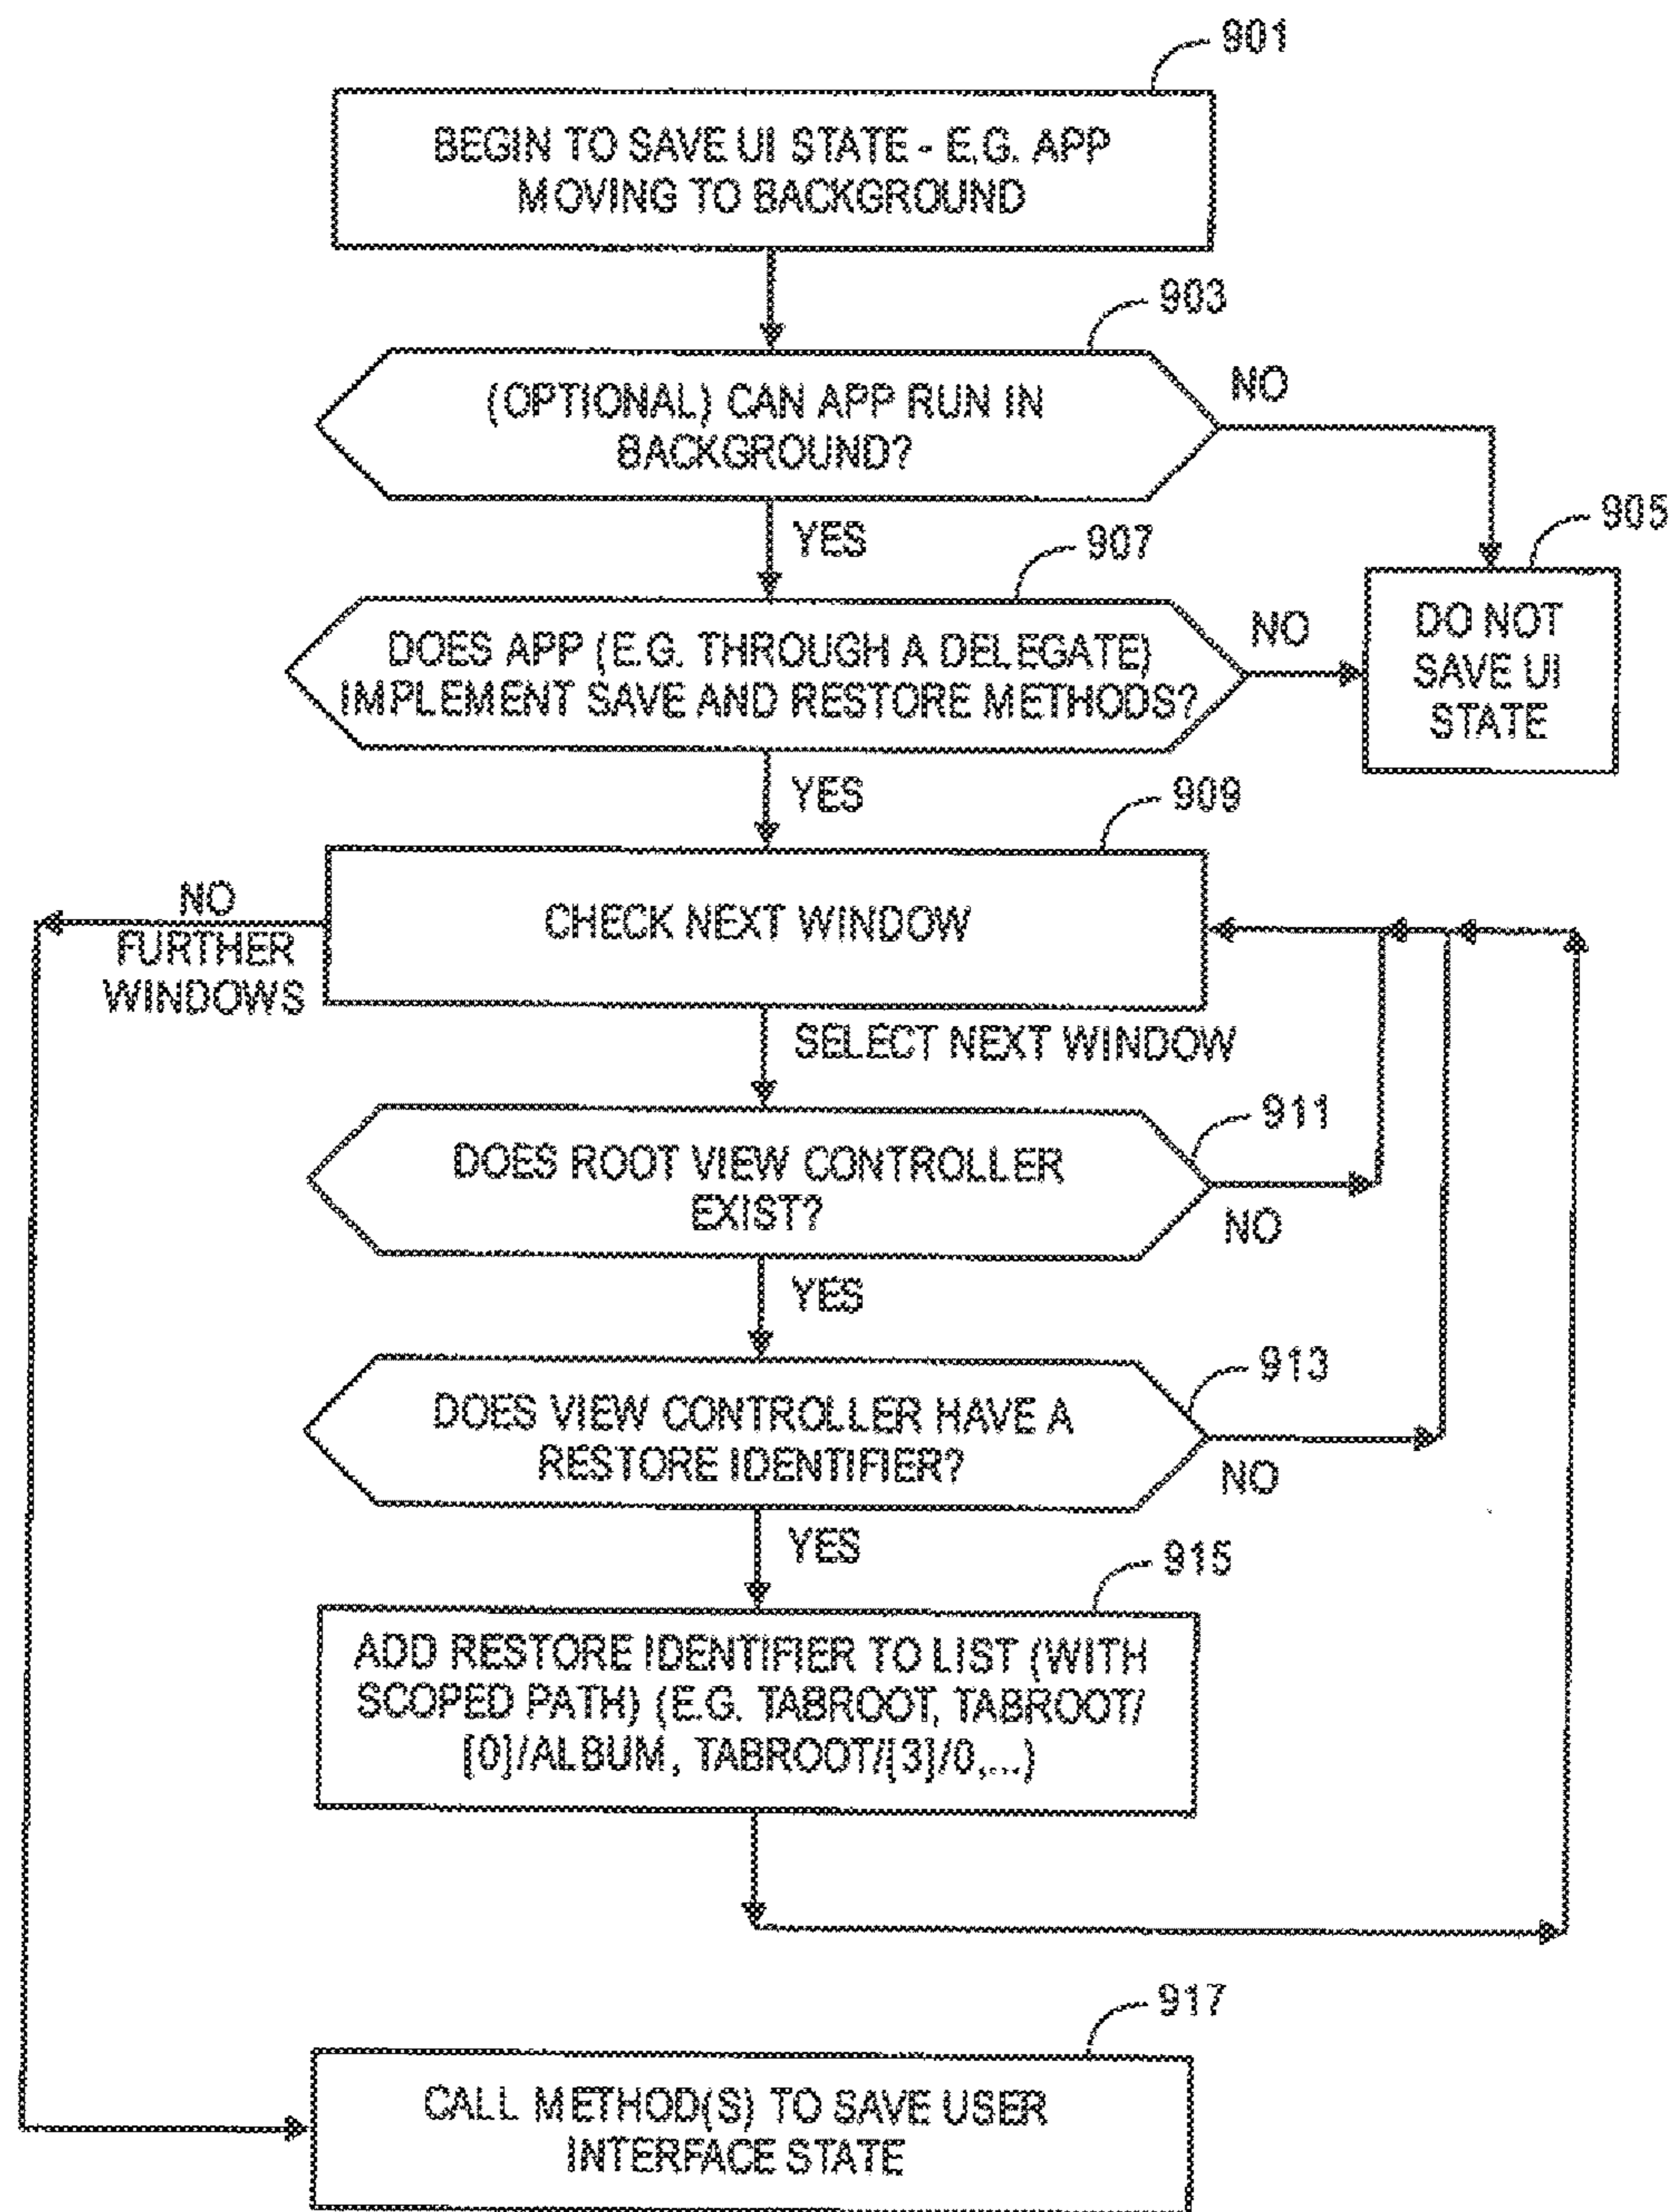 901
BEGIN TO SAVE UI STATE - E.G. APP
MOVING TO BACKGROUND
903
(OPTIONAL) CAN APP RUN IN
BACKGROUND?
NO
YES
905
DO NOT
SAVE UI
STATE
907
DOES APP (E.G. THROUGH A DELEGATE)
IMPLEMENT SAVE AND RESTORE METHODS?
NO
YES
909
CHECK NEXT WINDOW
NO
FURTHER
WINDOWS
SELECT NEXT WINDOW
911
DOES ROOT VIEW CONTROLLER
EXIST?
NO
YES
913
DOES VIEW CONTROLLER HAVE A
RESTORE IDENTIFIER?
NO
YES
915
ADD RESTORE IDENTIFIER TO LIST (WITH
SCOPED PATH) (E.G. TABROOT, TABROOT/
[0]/ALBUM, TABROOT/[3]/0,...)
917
CALL METHOD(S) TO SAVE USER
INTERFACE STATE